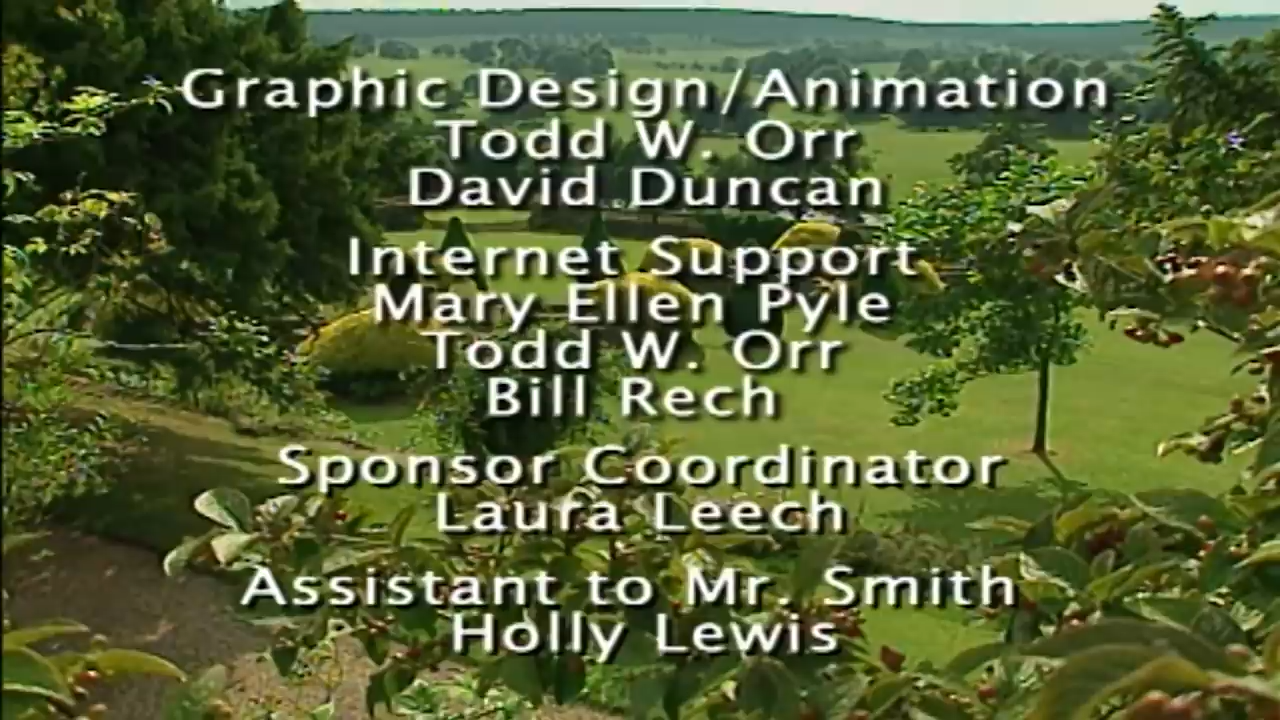 Graphic Design/Animation
Todd W. Orr
David Duncan
Internet Support
Mary Ellen Pyle
Todd W. Orr
Bill Rech
Sponsor Coordinator
Laura Leech
Assistant to Mr. Smith
Holly Lewis